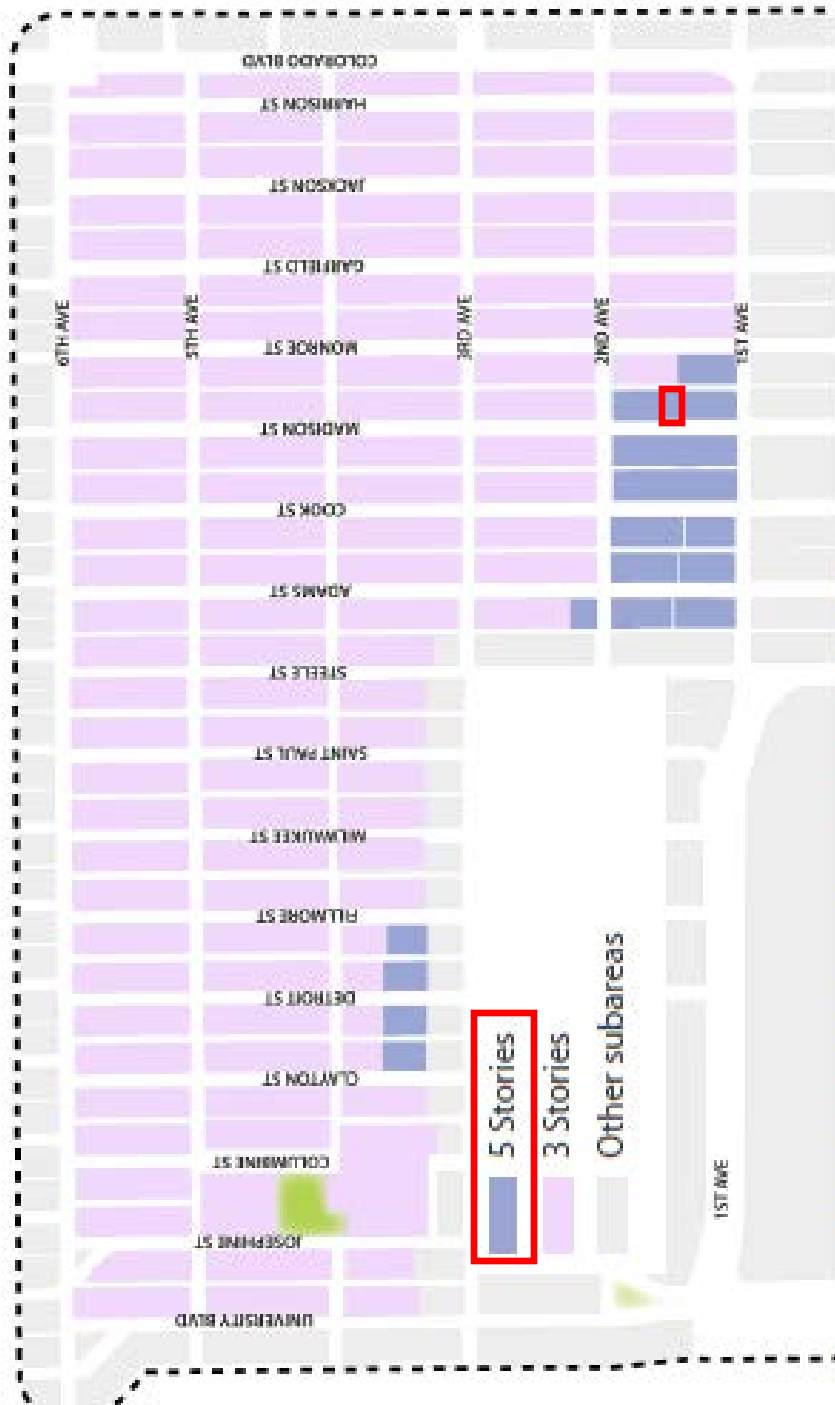 COLORADO BLVD
HARRISON ST
JACKSON ST
GARFIELD ST
MONROE ST
MADISON ST
COOK ST
ADAMS ST
STEELE ST
SAINT PAUL ST
MILWAUKEE ST
FILLMORE ST
DETROIT ST
CLAYTON ST
COLUMBINE ST
JOSEPHINE ST
UNIVERSITY BLVD
6TH AVE
5TH AVE
3RD AVE
2ND AVE
1ST AVE
1ST AVE
5 Stories
3 Stories
Other subareas